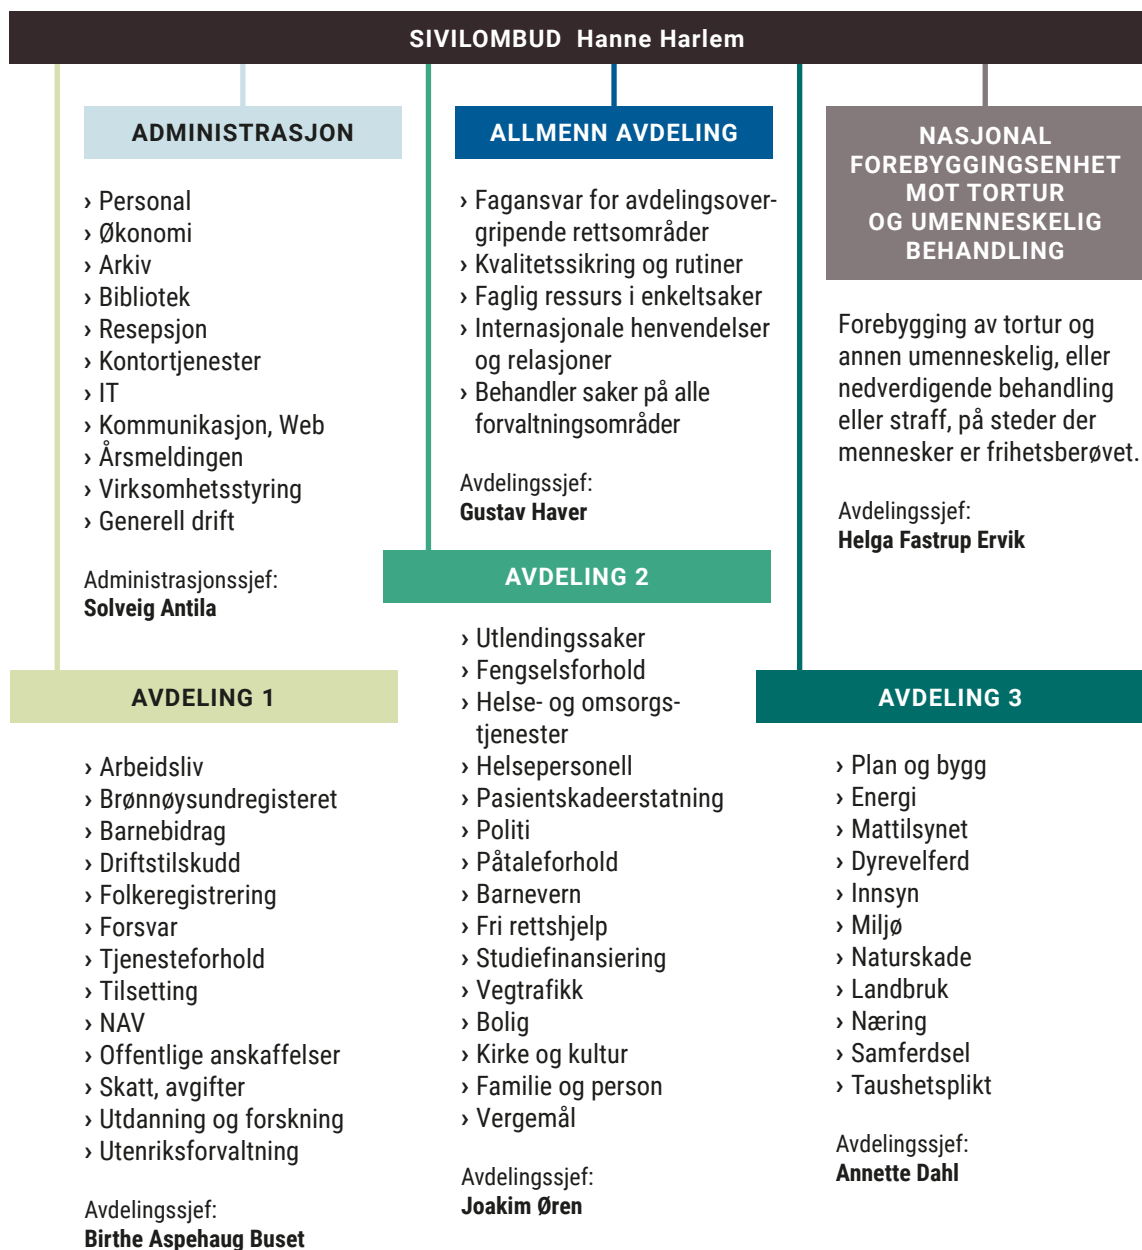 SIVILOMBUD Hanne Harlem
ADMINISTRASJON
› Personal
› Økonomi
› Arkiv
› Bibliotek
› Resepsjon
› Kontortjenester
› IT
› Kommunikasjon, Web
› Årsmeldingen
› Virksomhetsstyring
› Generell drift
Administrasjonssjef:
Solveig Antila
ALLMENN AVDELING
› Fagansvar for avdelingsover-
gripende rettsområder
› Kvalitetssikring og rutiner
› Faglig ressurs i enkeltsaker
› Internasjonale henvendelser
og relasjoner
› Behandler saker på alle
forvaltningsområder
Avdelingssjef:
Gustav Haver
NASJONAL
FOREBYGGINGSENHET
MOT TORTUR
OG UMENNESKELIG
BEHANDLING
Forebygging av tortur og
annen umenneskelig, eller
nedverdigende behandling
eller straff, på steder der
mennesker er frihetsberøvet.
Avdelingssjef:
Helga Fastrup Ervik
AVDELING 1
› Arbeidsliv
› Brønnøysundregisteret
› Barnebidrag
› Driftstilskudd
› Folkeregistrering
› Forsvar
› Tjenesteforhold
› Tilsetting
› NAV
› Offentlige anskaffelser
› Skatt, avgifter
› Utdanning og forskning
› Utenriksforvaltning
Avdelingssjef:
Birthe Aspehaug Buset
AVDELING 2
› Utlendingssaker
› Fengselsforhold
› Helse- og omsorgs-
tjenester
› Helsepersonell
› Pasientskadeerstatning
› Politi
› Påtaleforhold
› Barnevern
› Fri rettshjelp
› Studiefinansiering
› Vegtrafikk
› Bolig
› Kirke og kultur
› Familie og person
› Vergemål
Avdelingssjef:
Joakim Øren
AVDELING 3
› Plan og bygg
› Energi
› Mattilsynet
› Dyrevelferd
› Innsyn
› Miljø
› Naturskade
› Landbruk
› Næring
› Samferdsel
› Taushetsplikt
Avdelingssjef:
Annette Dahl